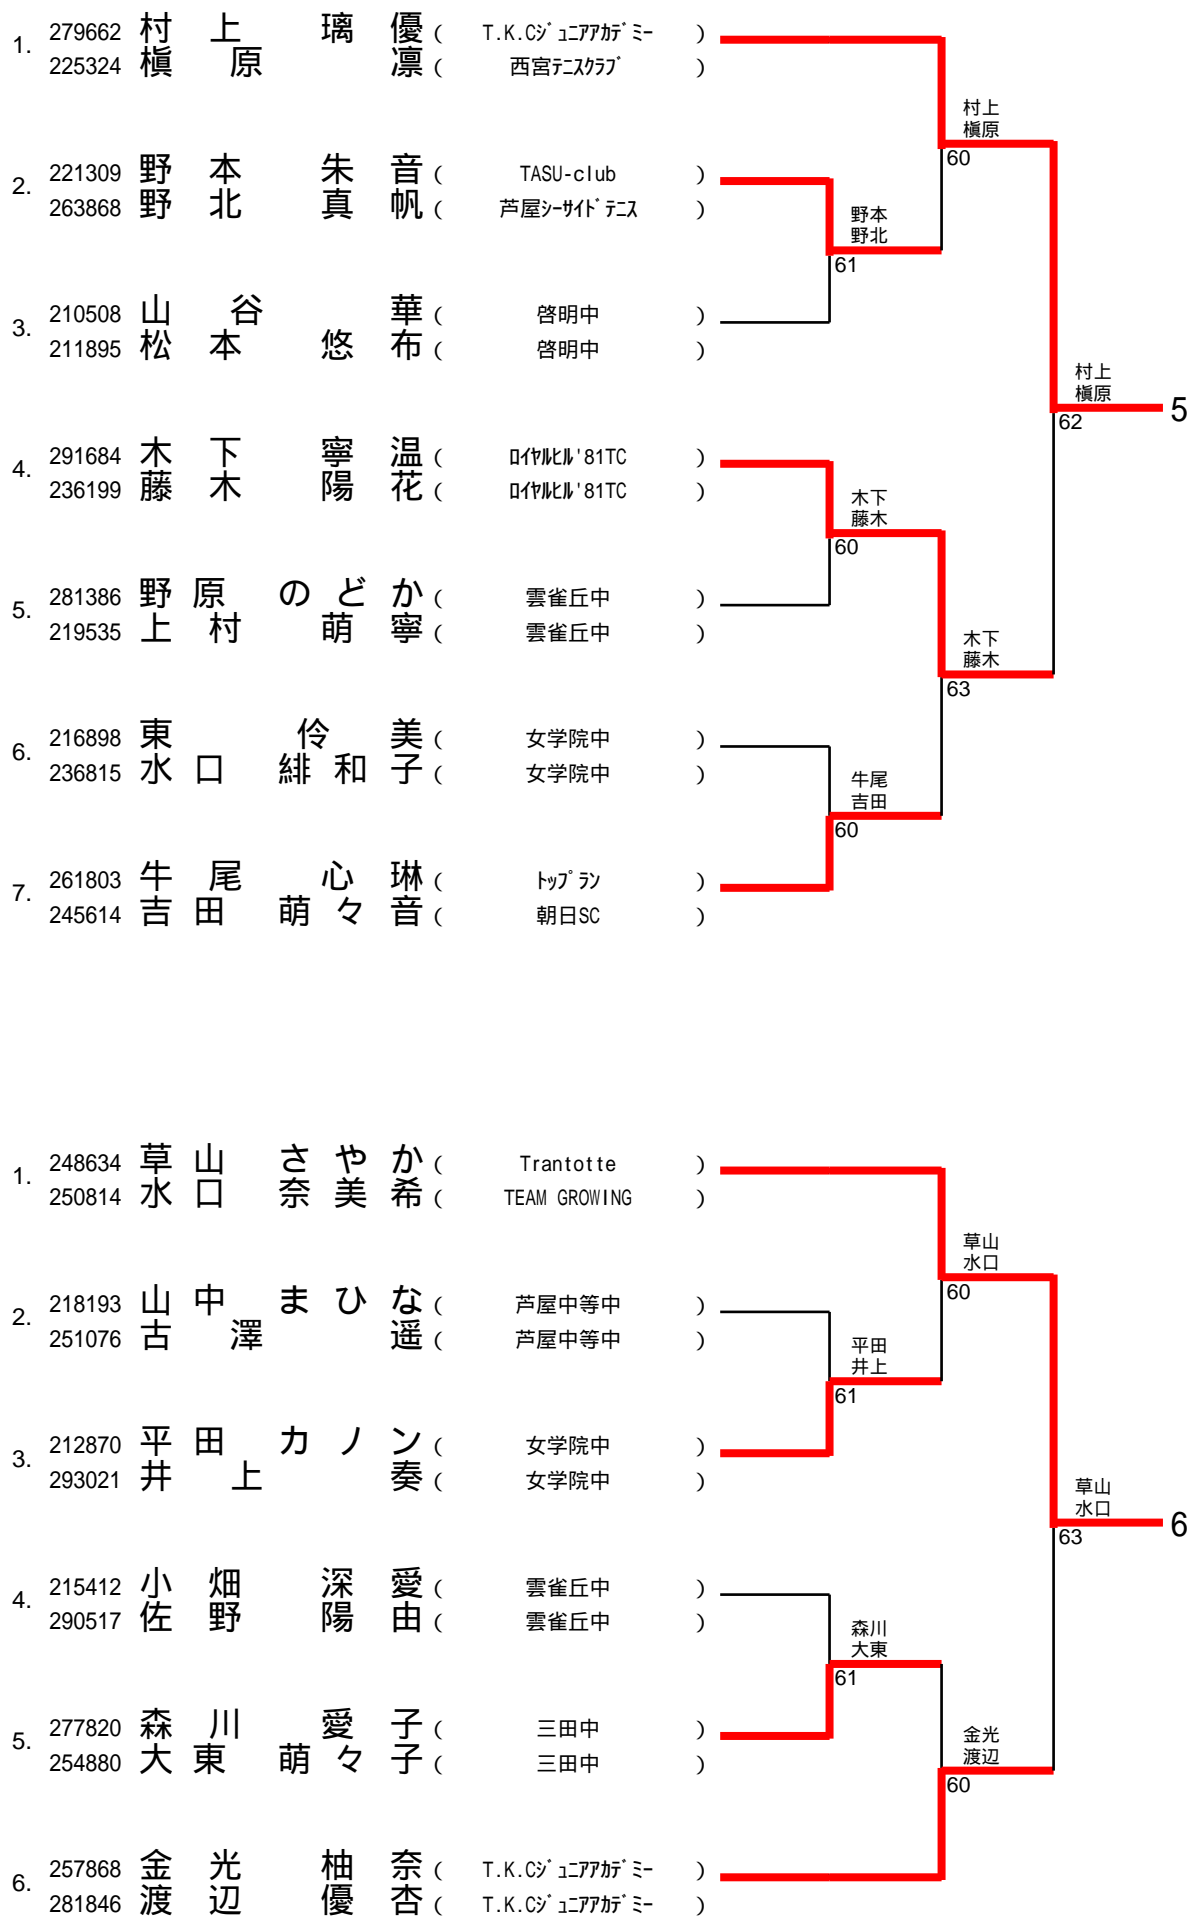 1. 279662 村上 璃優 ( T.K.Cジュニアアカデミー )
225324 槇原 凛 ( 西宮テニスクラブ )
村上
槇原
60
2. 221309 野本 朱音 ( TASU-club )
263868 野北 真帆 ( 芦屋シーサイドテニス )
野本
野北
61
3. 210508 山谷 華 ( 啓明中 )
211895 松本 悠布 ( 啓明中 )
村上
槇原
62
5
4. 291684 木下 寧温 ( ロイヤルヒル'81TC )
236199 藤木 陽花 ( ロイヤルヒル'81TC )
木下
藤木
60
5. 281386 野原 のどか ( 雲雀丘中 )
219535 上村 萌寧 ( 雲雀丘中 )
木下
藤木
63
6. 216898 東 伶美 ( 女学院中 )
236815 水口 緋和子 ( 女学院中 )
牛尾
吉田
60
7. 261803 牛尾 心琳 ( トップラン )
245614 吉田 萌々音 ( 朝日SC )
1. 248634 草山 さやか ( Trantotte )
250814 水口 奈美希 ( TEAM GROWING )
草山
水口
60
2. 218193 山中 まひな ( 芦屋中等中 )
251076 古澤 遥 ( 芦屋中等中 )
平田
井上
61
3. 212870 平田 カノン ( 女学院中 )
293021 井上 奏 ( 女学院中 )
草山
水口
63
6
4. 215412 小畑 深愛 ( 雲雀丘中 )
290517 佐野 陽由 ( 雲雀丘中 )
森川
大東
61
5. 277820 森川 愛子 ( 三田中 )
254880 大東 萌々子 ( 三田中 )
金光
渡辺
60
6. 257868 金光 柚奈 ( T.K.Cジュニアアカデミー )
281846 渡辺 優杏 ( T.K.Cジュニアアカデミー )